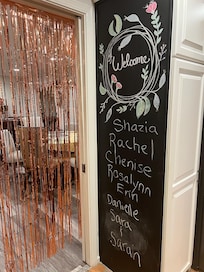 Welcome
Shazia
Rachel
Chenise
Rosalynn
Erin
Danielle
Sara
&
Sarah